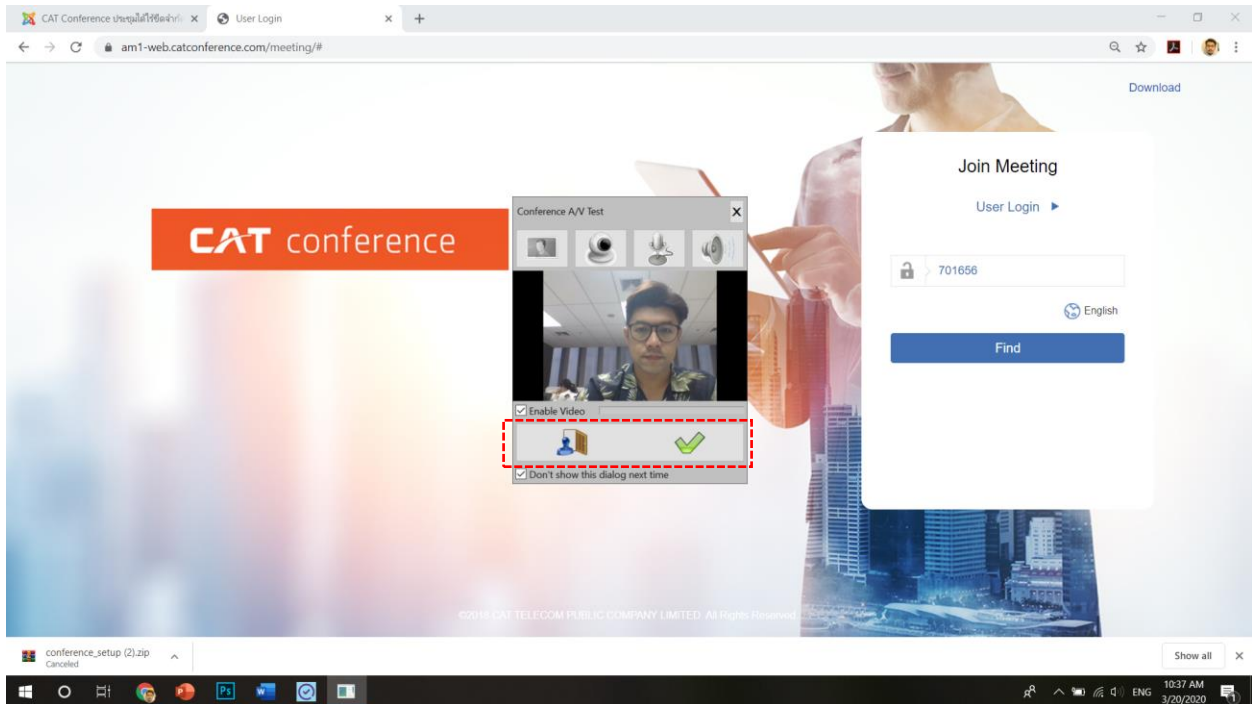 CAT Conference ประชุมได้ไร้ขีดจำกั
User Login
am1-web.catconference.com/meeting/#
Download
Join Meeting
User Login
CAT conference
Conference A/V Test
701656
English
Find
Enable Video
Don't show this dialog next time
©2018 CAT TELECOM PUBLIC COMPANY LIMITED. All Rights Reserved.
conference_setup (2).zip
Canceled
Show all
Ps
ENG
10:37 AM
3/20/2020